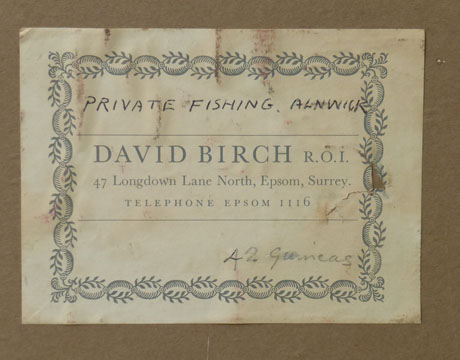 PRIVATE FISHING. ALNWICK
DAVID BIRCH R.O.I.
47 Longdown Lane North, Epsom, Surrey.
TELEPHONE EPSOM 1116
42 Guineas